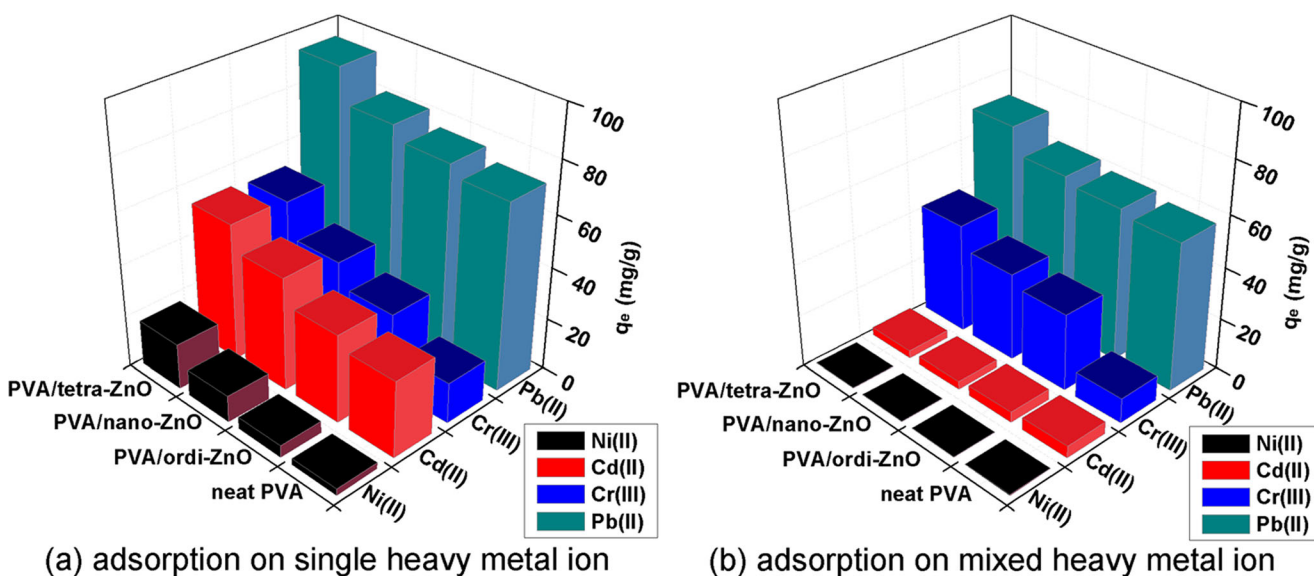 100
80
60
40
20
0
qe (mg/g)
PVA/tetra-ZnO
PVA/nano-ZnO
PVA/ordi-ZnO
neat PVA
Ni(II)
Cd(II)
Cr(III)
Pb(II)
Ni(II)
Cd(II)
Cr(III)
Pb(II)
(a) adsorption on single heavy metal ion
100
80
60
40
20
0
qe (mg/g)
PVA/tetra-ZnO
PVA/nano-ZnO
PVA/ordi-ZnO
neat PVA
Ni(II)
Cd(II)
Cr(III)
Pb(II)
Ni(II)
Cd(II)
Cr(III)
Pb(II)
(b) adsorption on mixed heavy metal ion